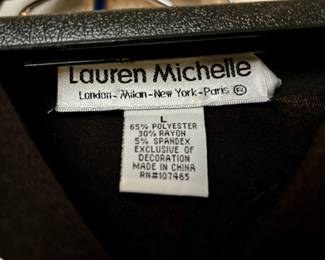 Lauren Michelle
London - Milan - New York - Paris ®
L
65% POLYESTER
30% RAYON
5% SPANDEX
EXCLUSIVE OF
DECORATION
MADE IN CHINA
RN#107465